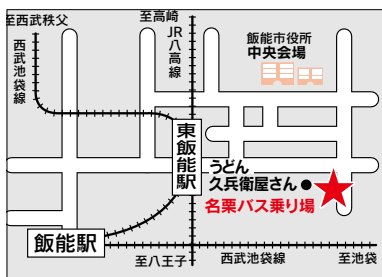 至西武秩父
至高崎
西武池袋線
JR八高線
飯能市役所
中央会場
東飯能駅
うどん
久兵衛屋さん
名栗バス乗り場
飯能駅
至八王子
西武池袋線
至池袋